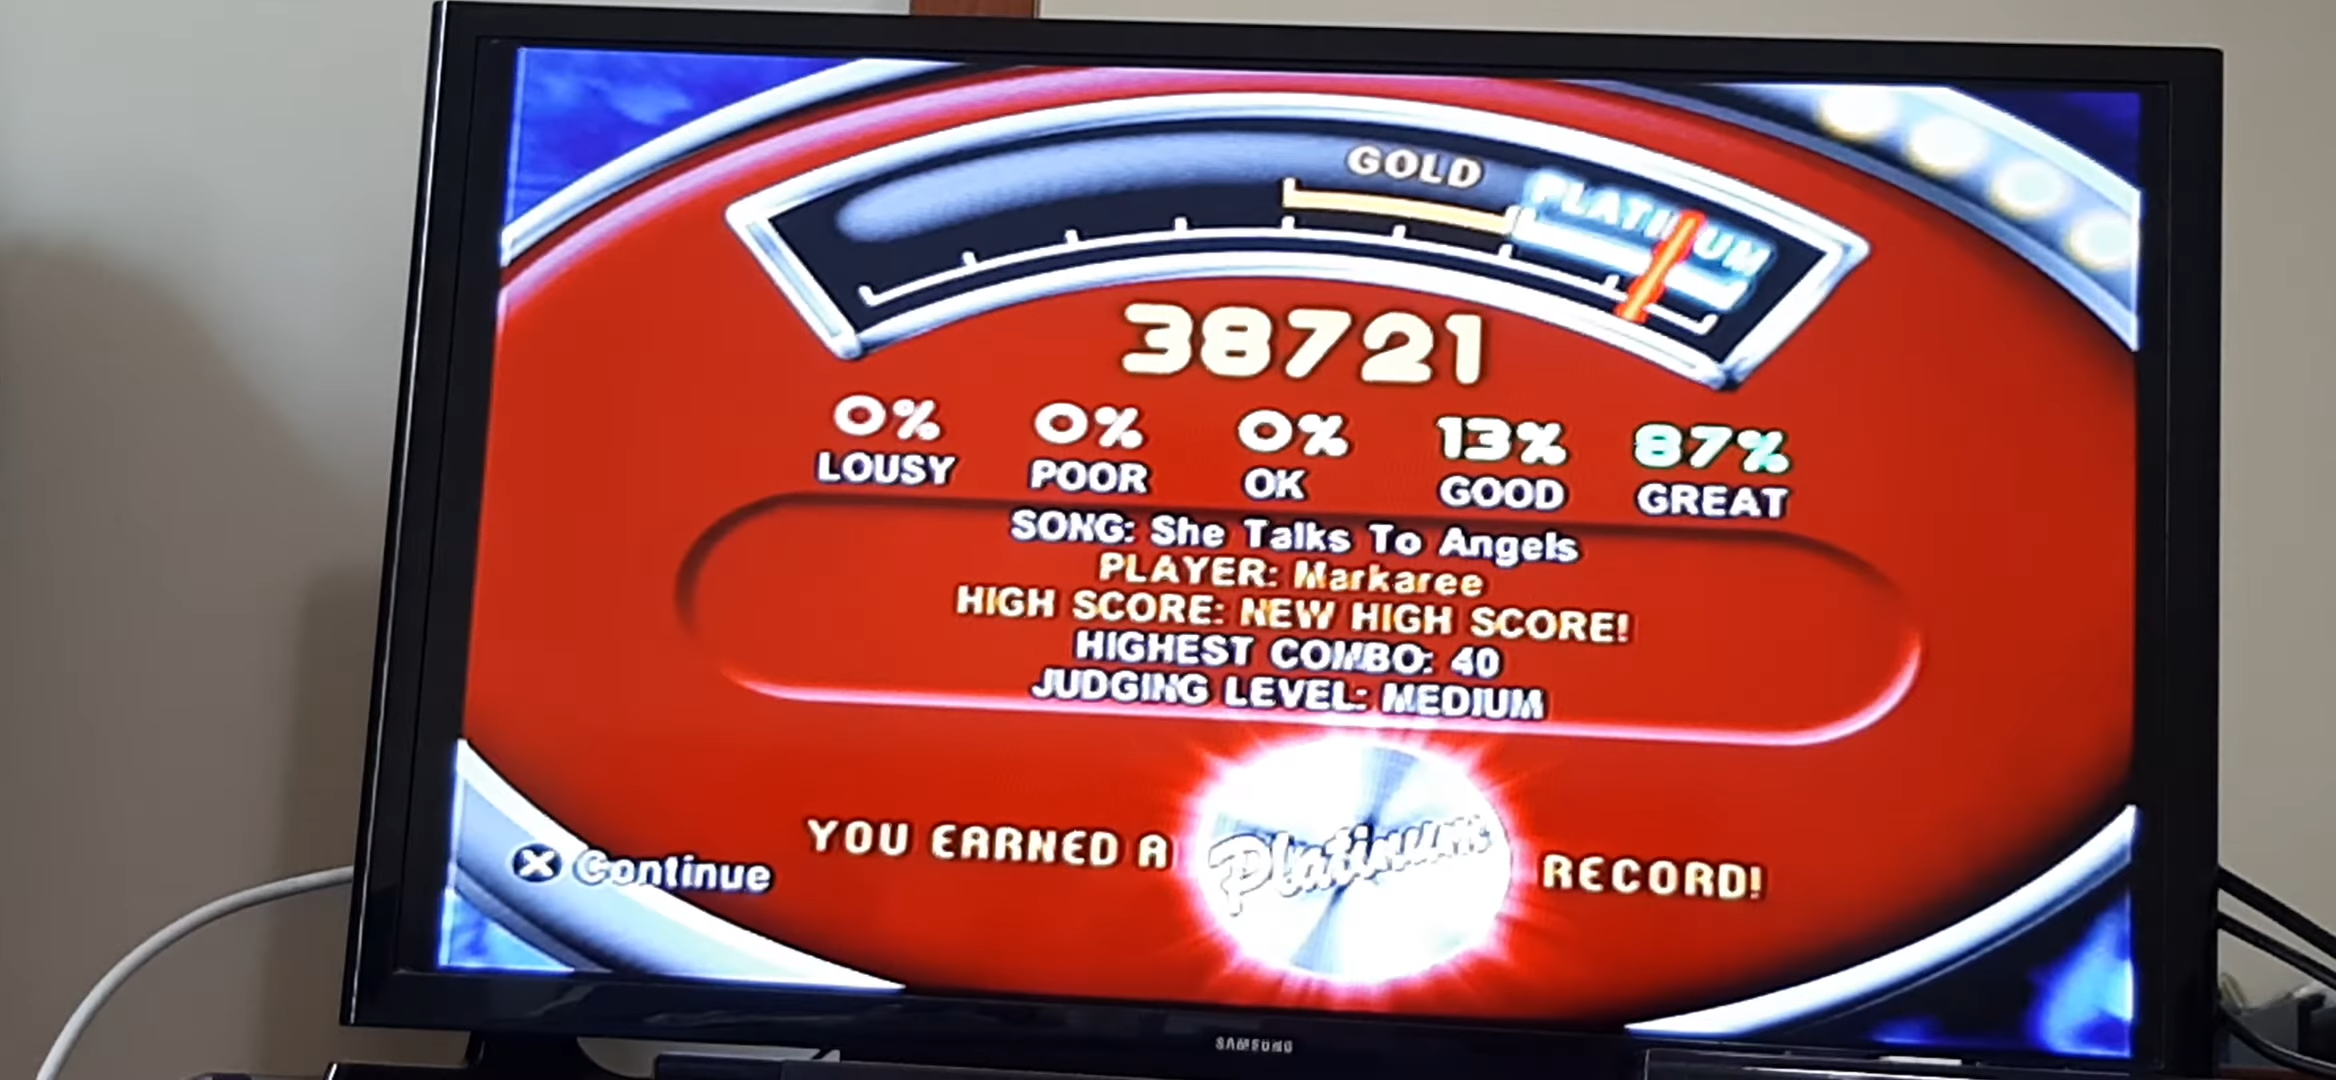 GOLD
PLATINUM
38721
0% 0% 0% 13% 87%
LOUSY POOR OK GOOD GREAT
SONG: She Talks To Angels
PLAYER: Markaree
HIGH SCORE: NEW HIGH SCORE!
HIGHEST COMBO: 40
JUDGING LEVEL: MEDIUM
YOU EARNED A Platinum RECORD!
X Continue
SAMSUNG